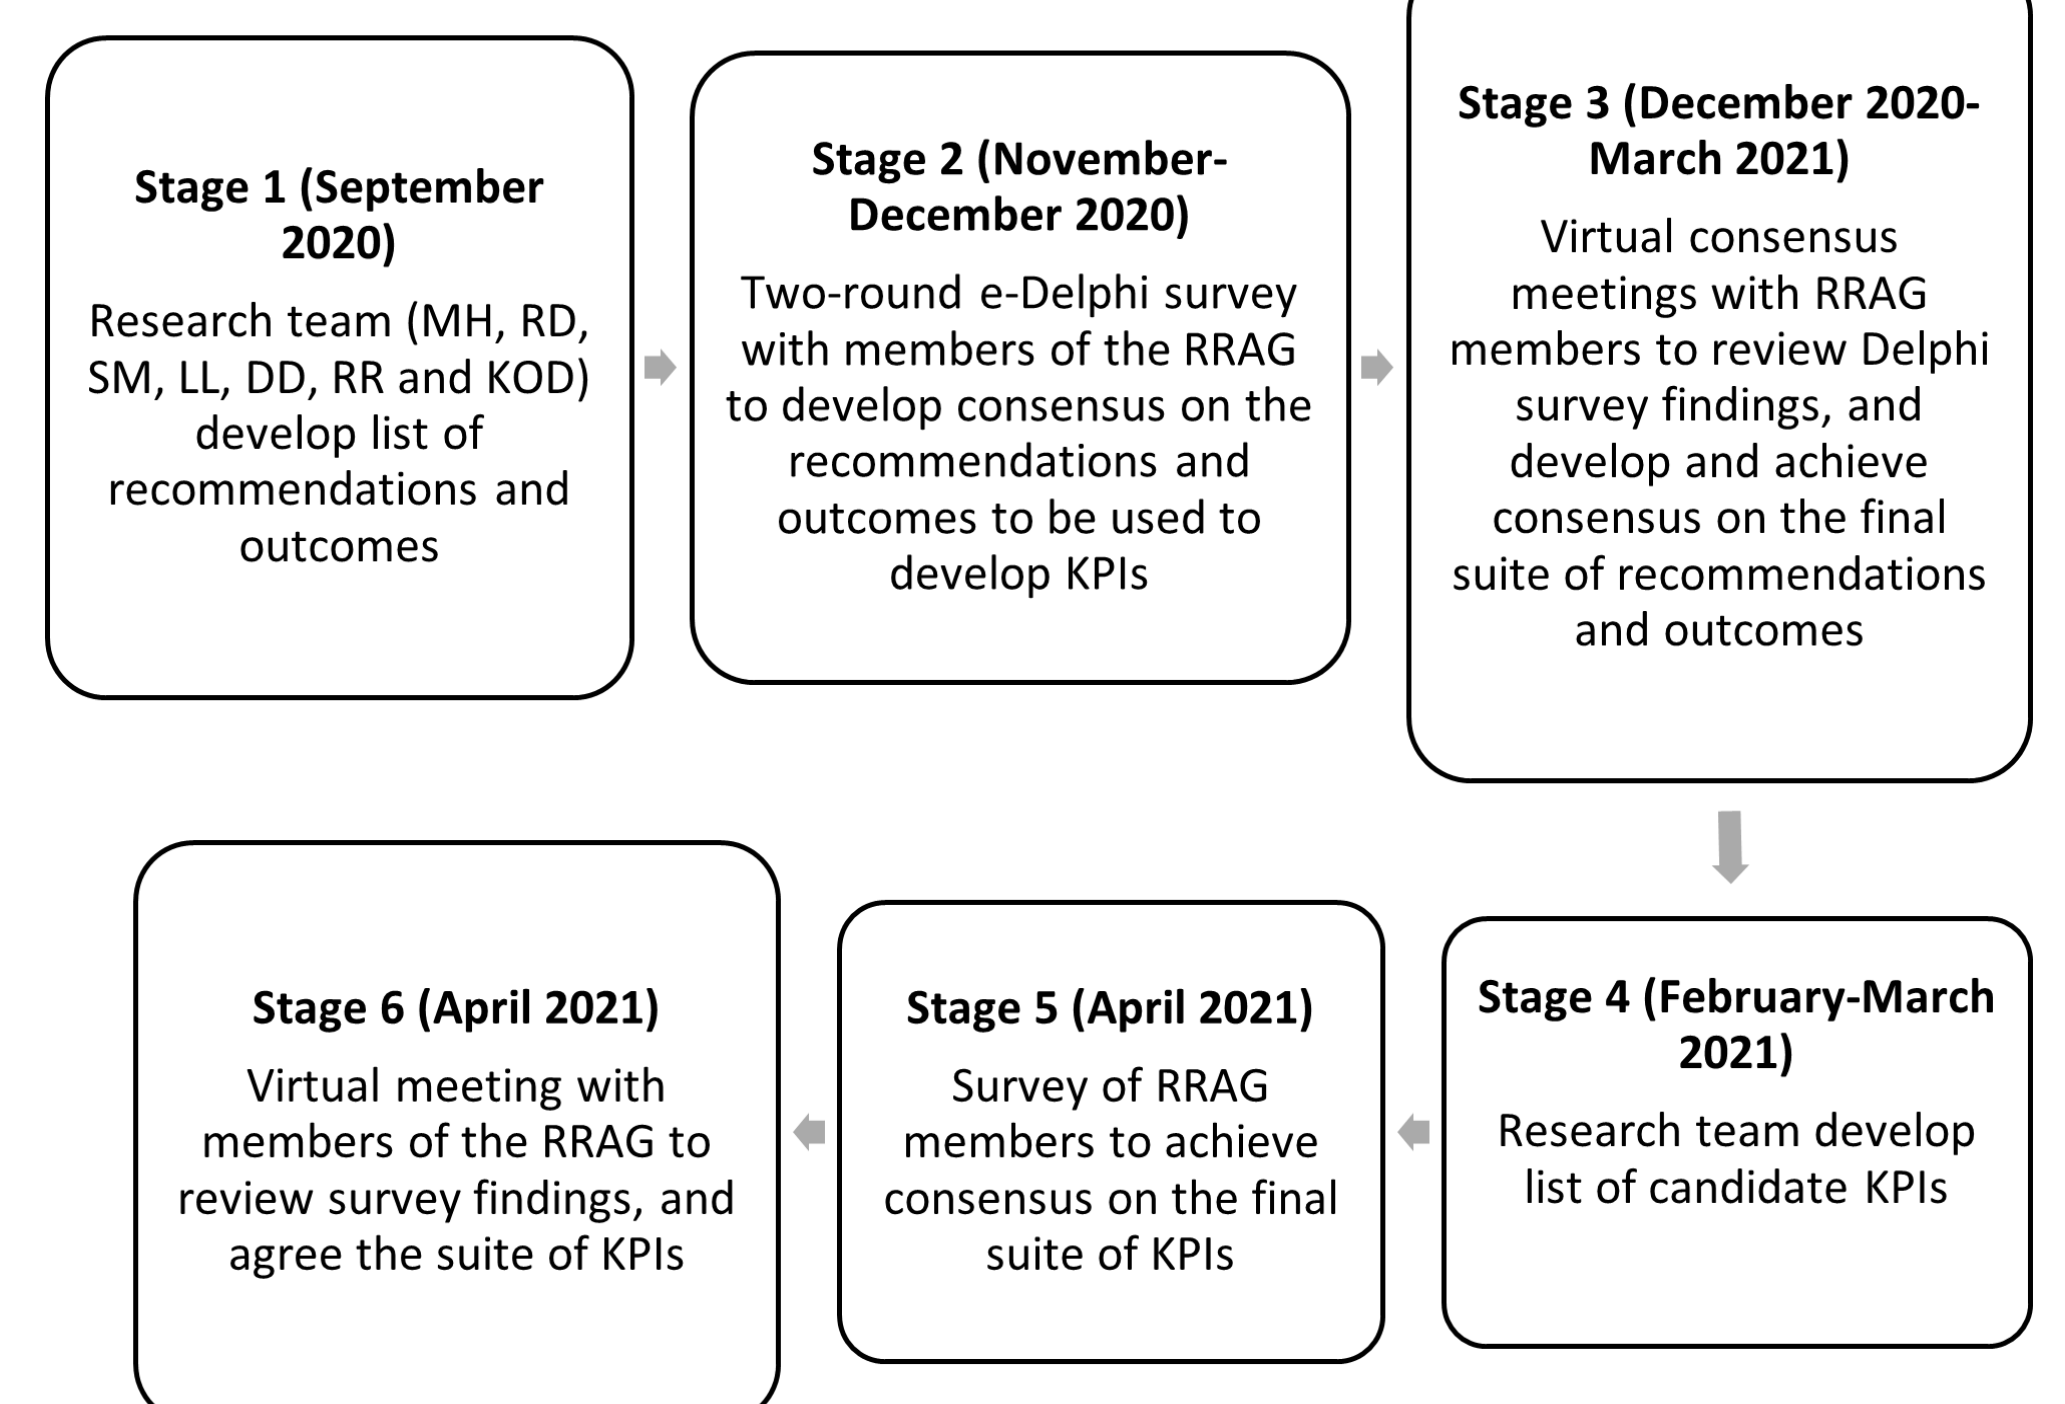 Stage 1 (September
2020)
Research team (MH, RD,
SM, LL, DD, RR and KOD)
develop list of
recommendations and
outcomes
Stage 2 (November-
December 2020)
Two-round e-Delphi survey
with members of the RRAG
to develop consensus on the
recommendations and
outcomes to be used to
develop KPIs
Stage 3 (December 2020-
March 2021)
Virtual consensus
meetings with RRAG
members to review Delphi
survey findings, and
develop and achieve
consensus on the final
suite of recommendations
and outcomes
Stage 4 (February-March
2021)
Research team develop
list of candidate KPIs
Stage 5 (April 2021)
Survey of RRAG
members to achieve
consensus on the final
suite of KPIs
Stage 6 (April 2021)
Virtual meeting with
members of the RRAG to
review survey findings, and
agree the suite of KPIs